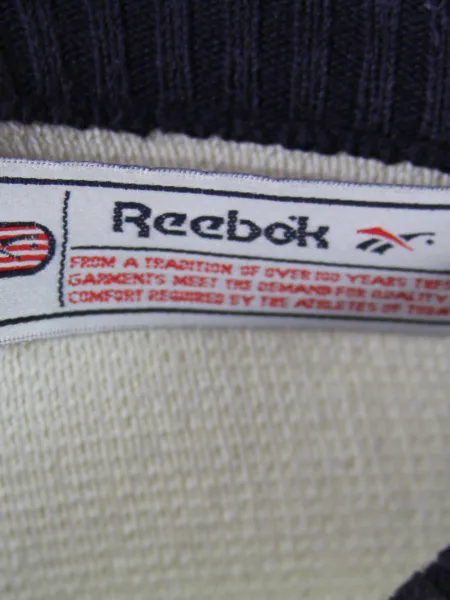 Reebok
FROM A TRADITION OF OVER 100 YEARS THESE
GARMENTS MEET THE DEMAND FOR QUALITY
COMFORT REQUIRED BY THE ATHLETES OF TODAY